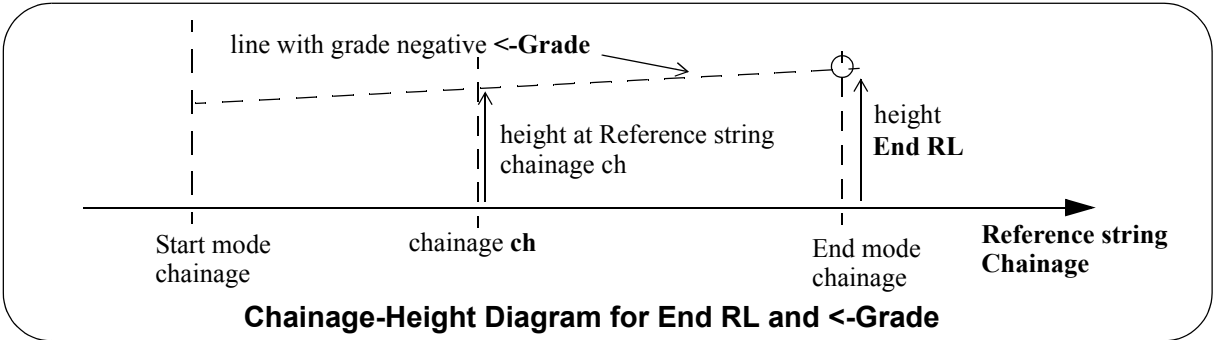 line with grade negative <-Grade
height at Reference string
chainage ch
height
End RL
Start mode
chainage
chainage ch
End mode
chainage
Reference string
Chainage
Chainage-Height Diagram for End RL and <-Grade